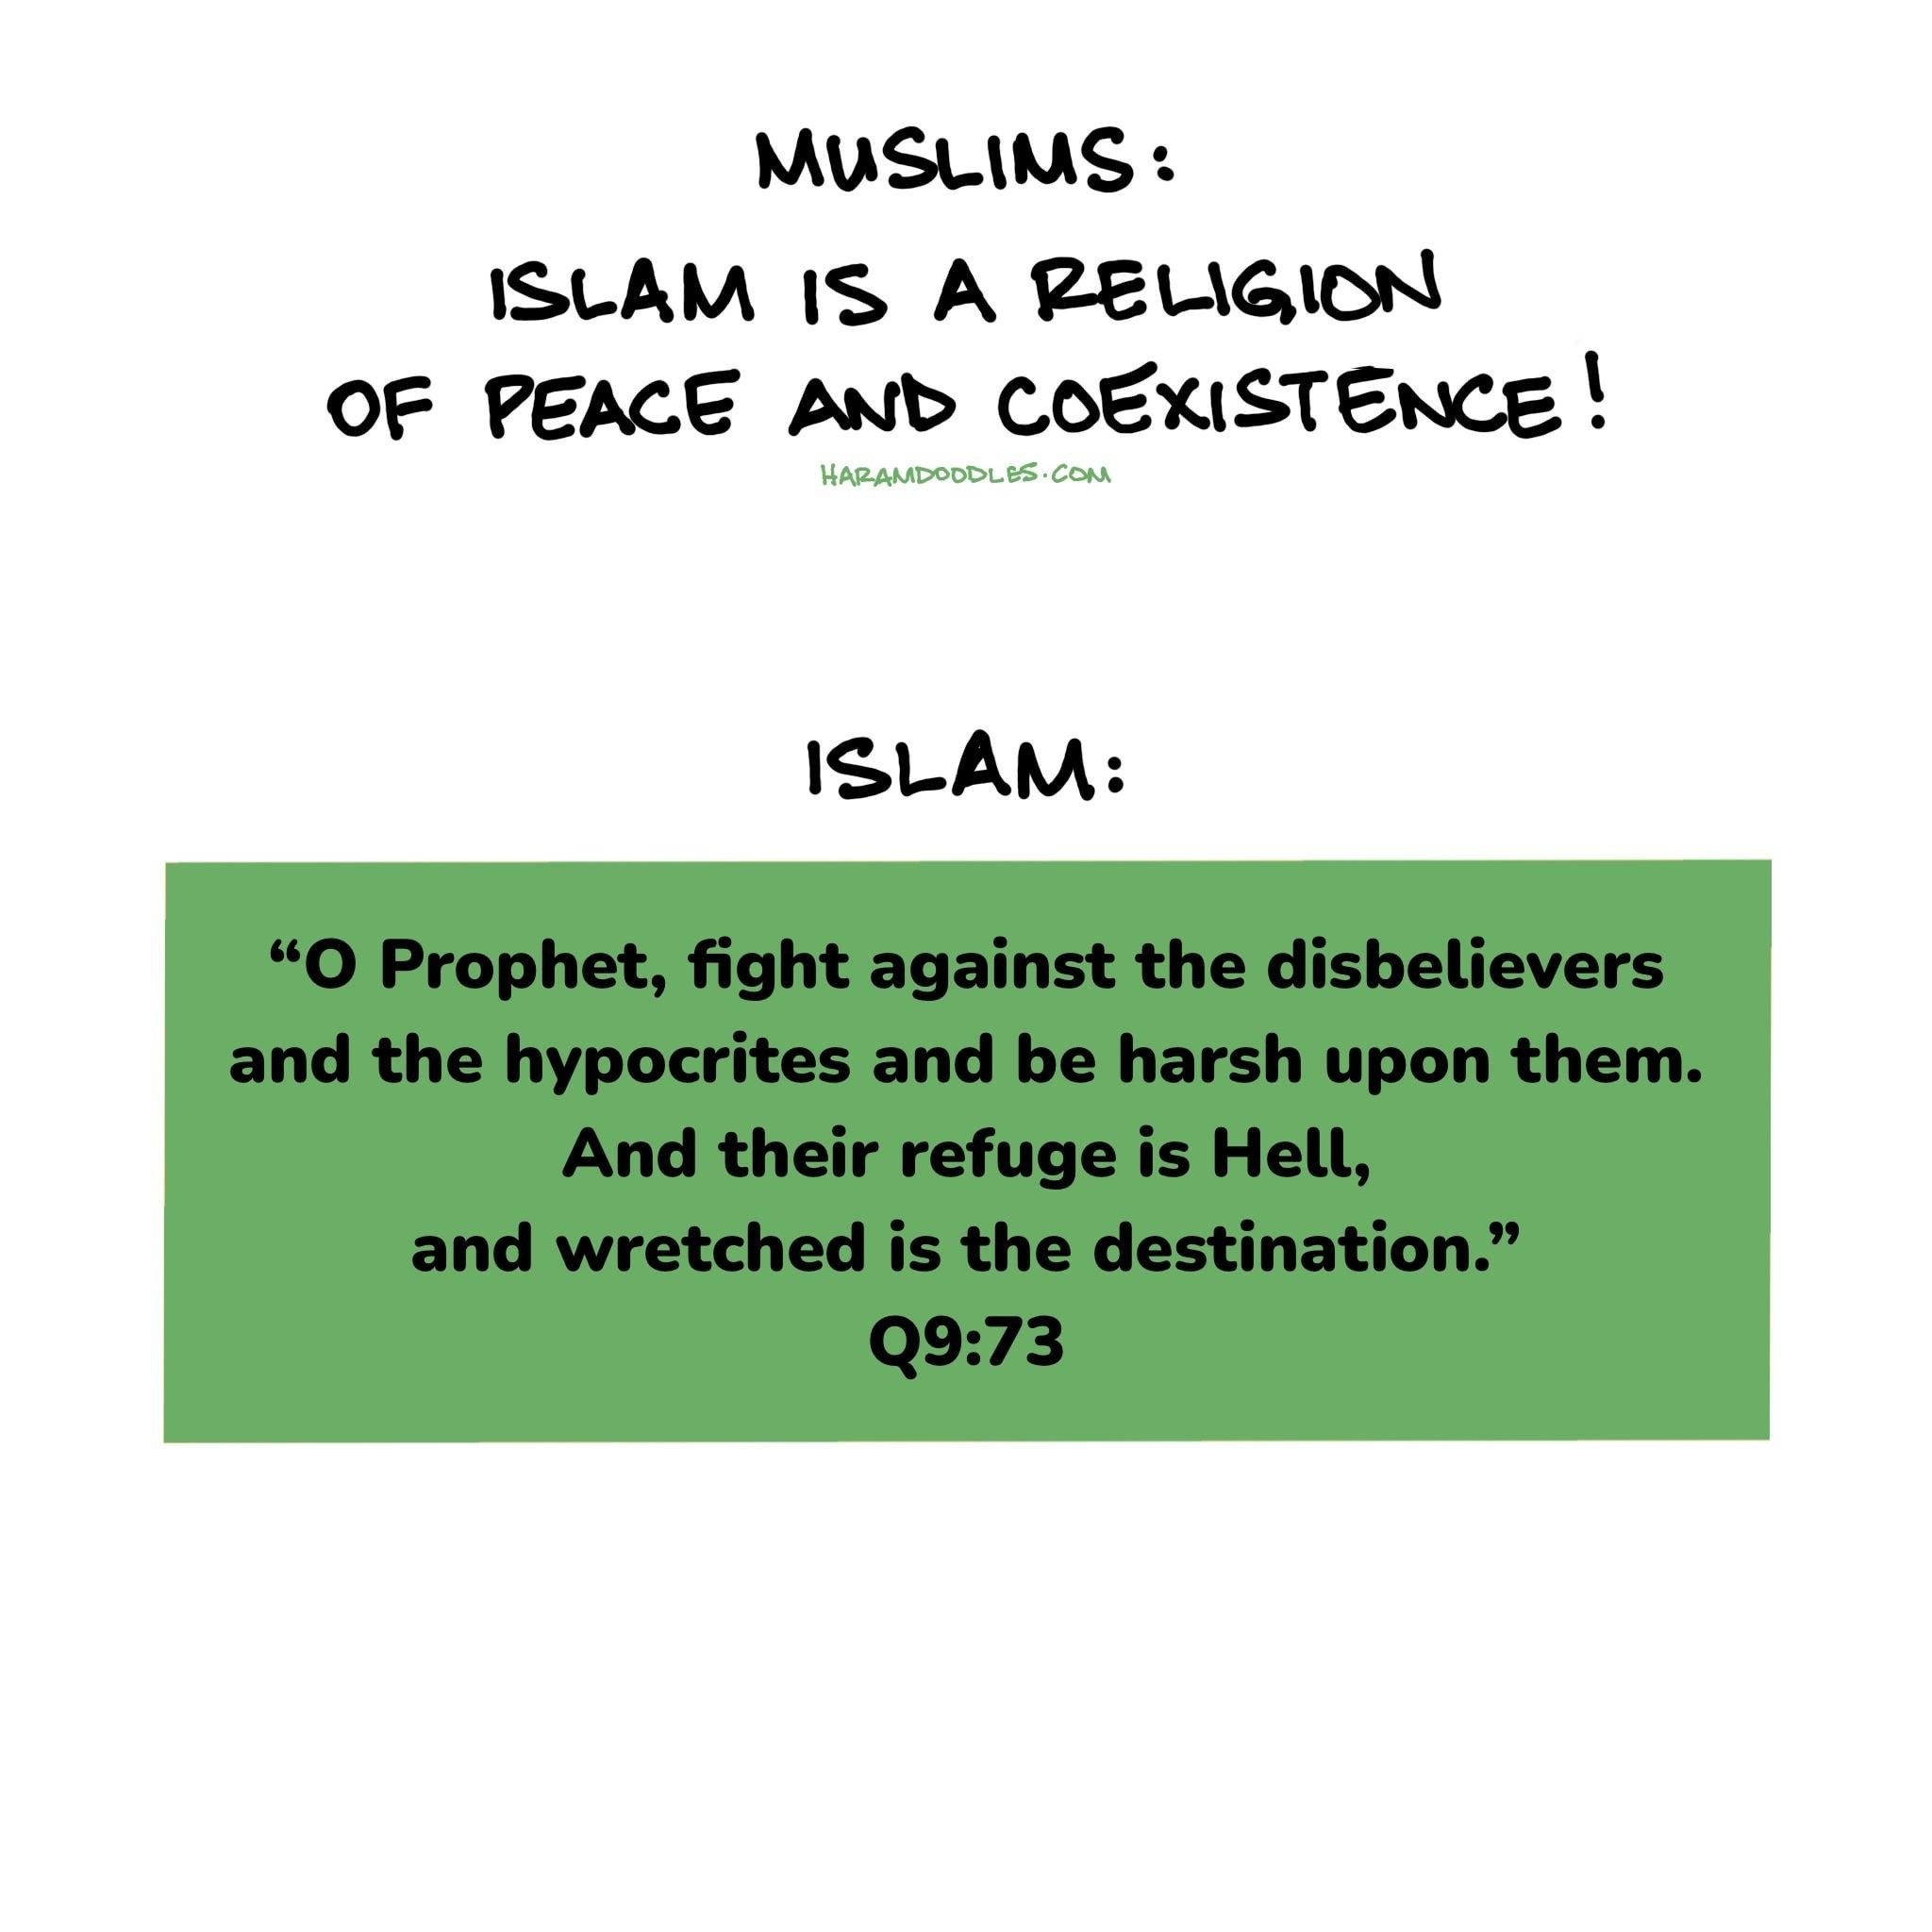 MUSLIMS:
ISLAM IS A RELIGION
OF PEACE AND COEXISTENCE!
HARAMDOODLES.COM
ISLAM:
“O Prophet, fight against the disbelievers
and the hypocrites and be harsh upon them.
And their refuge is Hell,
and wretched is the destination.”
Q9:73